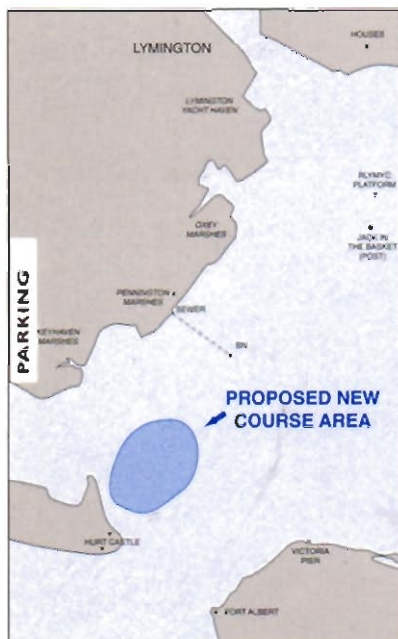 HOUSES
LYMINGTON
LYMINGTON
YACHT HAVEN
RLYMYC
PLATFORM
OXEY
MARSHES
JACK IN
THE BASKET
(POST)
PENNINGTON
MARSHES
SEWER
PARKING
KEYHAVEN
MARSHES
BN
PROPOSED NEW
COURSE AREA
HURT CASTLE
VICTORIA
PIER
FORT ALBERT